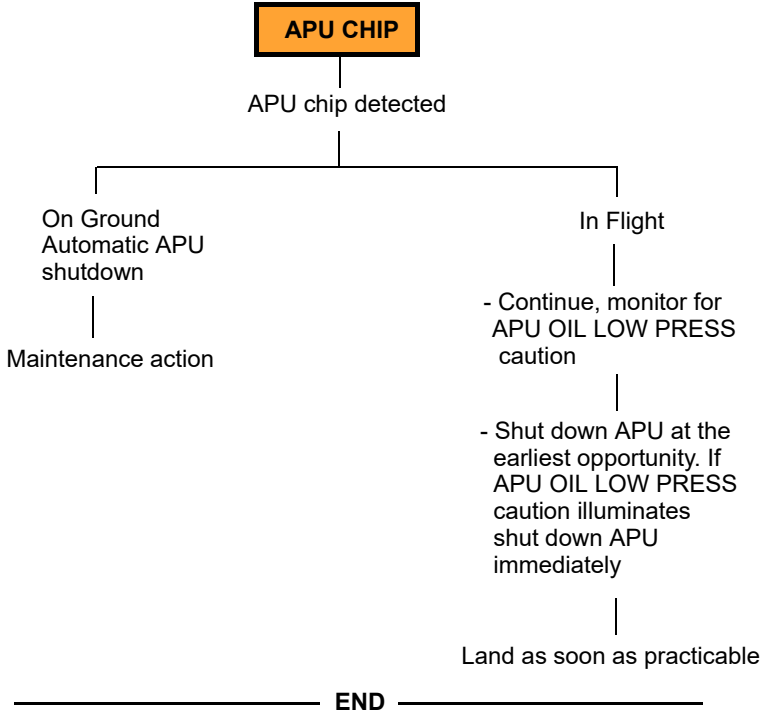 APU CHIP
APU chip detected
On Ground
Automatic APU
shutdown
Maintenance action
In Flight
- Continue, monitor for
APU OIL LOW PRESS
caution
- Shut down APU at the
earliest opportunity. If
APU OIL LOW PRESS
caution illuminates
shut down APU
immediately
Land as soon as practicable
END